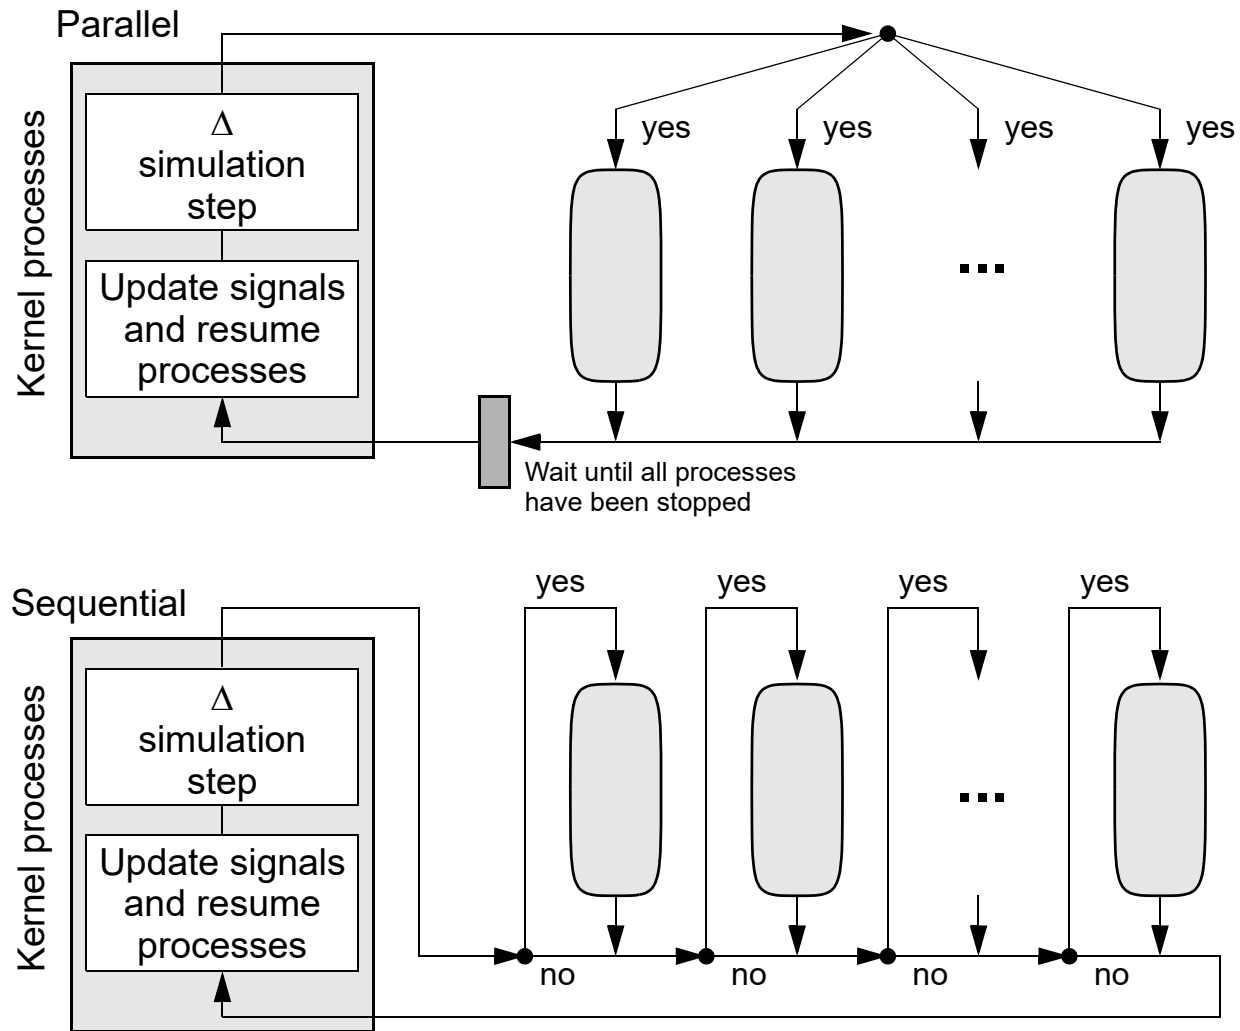 Parallel
Kernel processes
Δ
simulation
step
Update signals
and resume
processes
yes
yes
yes
yes
...
Wait until all processes
have been stopped
Sequential
Kernel processes
Δ
simulation
step
Update signals
and resume
processes
yes
yes
yes
yes
...
no
no
no
no